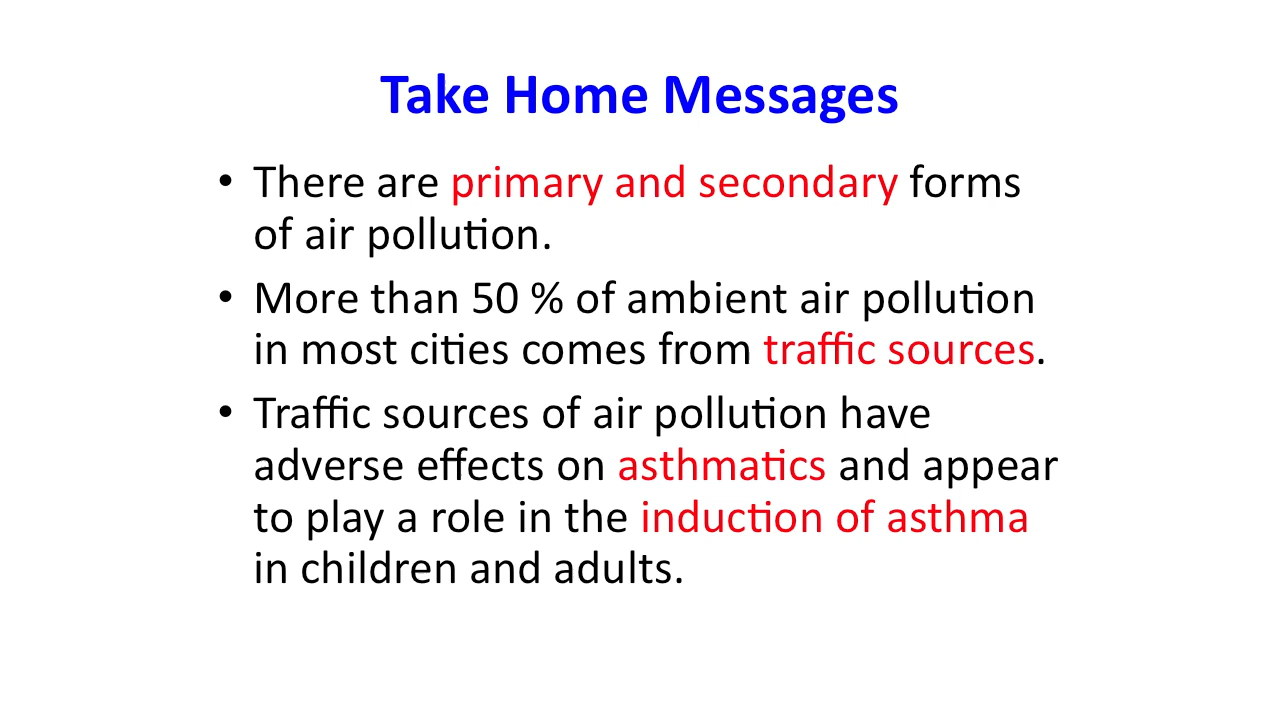 Take Home Messages
• There are primary and secondary forms
of air pollution.
• More than 50 % of ambient air pollution
in most cities comes from traffic sources.
• Traffic sources of air pollution have
adverse effects on asthmatics and appear
to play a role in the induction of asthma
in children and adults.